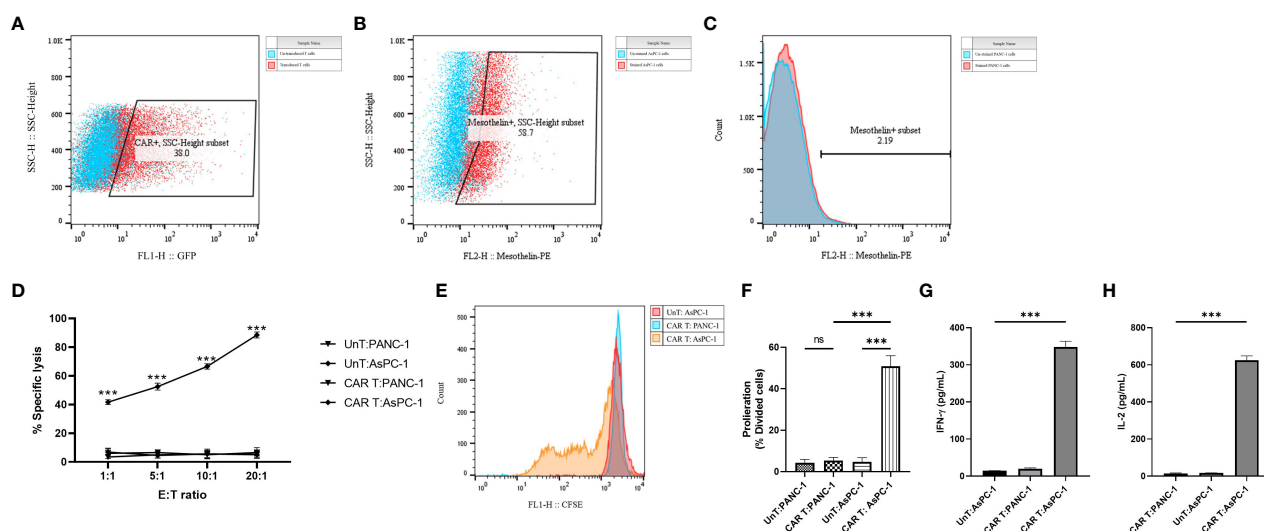 A
1.0K
800
600
400
200
0
SSC-H :: SSC-Height
CAR+, SSC-Height subset
38.0
10^0 10^1 10^2 10^3 10^4
FL1-H :: GFP
Sample Name
Untransduced T cells
Transduced T cells
B
1.0K
800
600
400
200
0
SSC-H :: SSC-Height
Mesothelin+, SSC-Height subset
58.7
10^0 10^1 10^2 10^3 10^4
FL2-H :: Mesothelin-PE
Sample Name
Unstained AsPC-1 cells
Stained AsPC-1 cells
C
1.5K
1.0K
500
0
Count
Mesothelin+ subset
2.19
10^0 10^1 10^2 10^3 10^4
FL2-H :: Mesothelin-PE
Sample Name
Un-stained PANC-1 cells
Stained PANC-1 cells
D
100
80
60
40
20
0
% Specific lysis
*** *** *** ***
1:1 5:1 10:1 20:1
E:T ratio
UnT:PANC-1
UnT:AsPC-1
CAR T:PANC-1
CAR T:AsPC-1
E
500
400
300
200
100
0
Count
10^0 10^1 10^2 10^3 10^4
FL1-H :: CFSE
UnT: AsPC-1
CAR T: PANC-1
CAR T: AsPC-1
F
60
40
20
0
Prolieration
(% Divided cells)
***
ns ***
UnT:PANC-1
CAR T:PANC-1
UnT:AsPC-1
CAR T: AsPC-1
G
400
300
200
100
0
IFN-γ (pg/mL)
***
UnT:AsPC-1
CAR T:PANC-1
CAR T:AsPC-1
H
900
600
300
0
IL-2 (pg/mL)
***
CAR T:PANC-1
UnT:AsPC-1
CAR T:AsPC-1